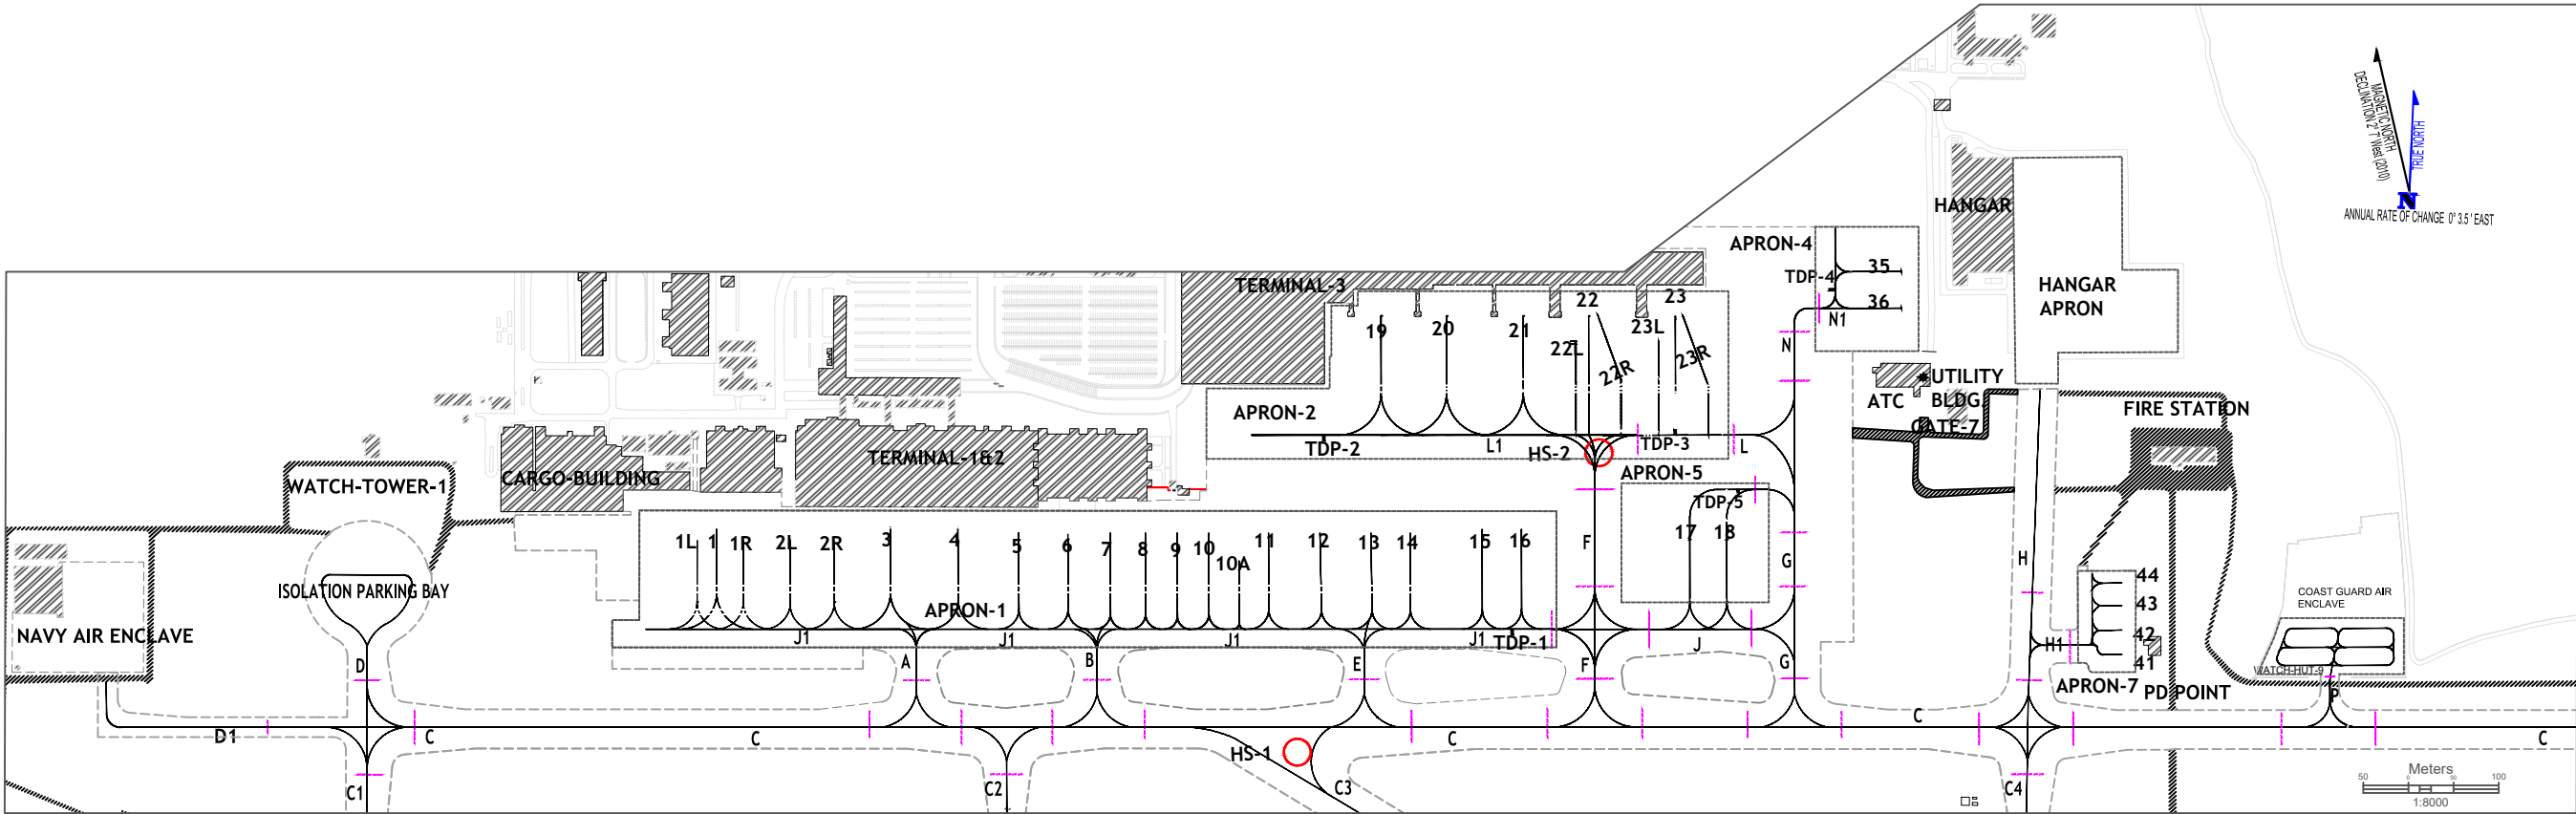 MAGNETIC NORTH
DECLINATION 2° 7' West (2010)
TRUE NORTH
N
ANNUAL RATE OF CHANGE 0° 3.5 ' EAST
HANGAR
APRON-4
TDP-4
35
36
N1
N
HANGAR
APRON
TERMINAL-3
19
20
21
22
22L
22R
23
23L
23R
APRON-2
TDP-2
L1
HS-2
TDP-3
L
ATC
UTILITY
BLDG.
GATE-7
FIRE STATION
CARGO-BUILDING
TERMINAL-1&2
WATCH-TOWER-1
APRON-5
TDP-5
17
18
1L
1
1R
2L
2R
3
4
5
6
7
8
9
10
10A
11
12
13
14
15
16
F
G
H
ISOLATION PARKING BAY
NAVY AIR ENCLAVE
APRON-1
J1
J1
J1
J1
TDP-1
J
44
43
42
41
H1
COAST GUARD AIR
ENCLAVE
D
A
B
E
F
G
WATCH-HUT-9
APRON-7
PD POINT
P
D1
C
C
C
C
C
HS-1
C1
C2
C3
C4
Meters
50 0 50 100
1:8000